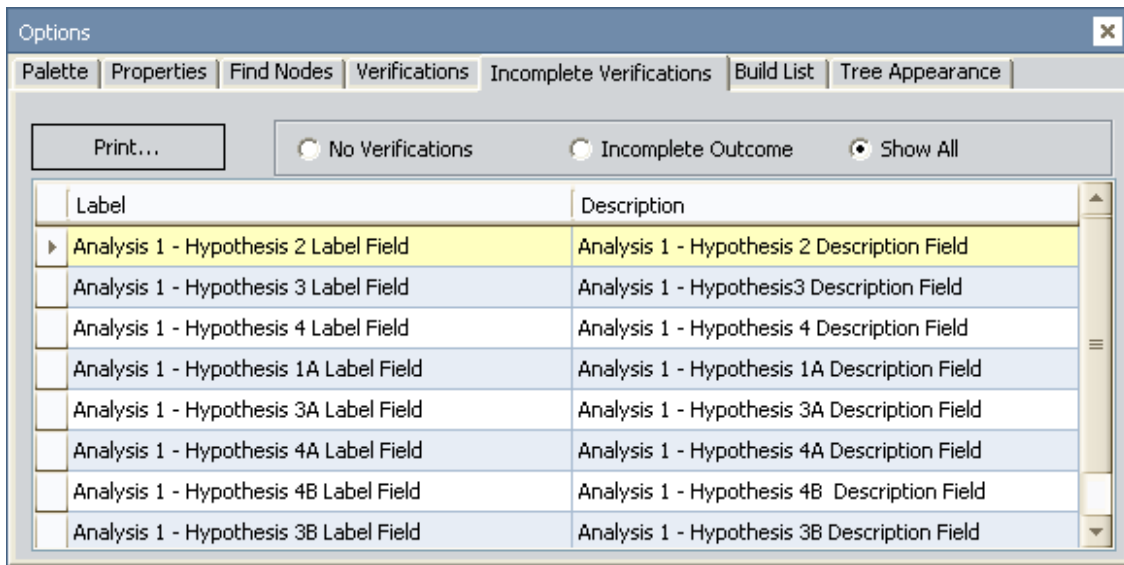 Options
Palette Properties Find Nodes Verifications Incomplete Verifications Build List Tree Appearance
Print... No Verifications Incomplete Outcome Show All
Label Description
Analysis 1 - Hypothesis 2 Label Field Analysis 1 - Hypothesis 2 Description Field
Analysis 1 - Hypothesis 3 Label Field Analysis 1 - Hypothesis3 Description Field
Analysis 1 - Hypothesis 4 Label Field Analysis 1 - Hypothesis 4 Description Field
Analysis 1 - Hypothesis 1A Label Field Analysis 1 - Hypothesis 1A Description Field
Analysis 1 - Hypothesis 3A Label Field Analysis 1 - Hypothesis 3A Description Field
Analysis 1 - Hypothesis 4A Label Field Analysis 1 - Hypothesis 4A Description Field
Analysis 1 - Hypothesis 4B Label Field Analysis 1 - Hypothesis 4B  Description Field
Analysis 1 - Hypothesis 3B Label Field Analysis 1 - Hypothesis 3B Description Field